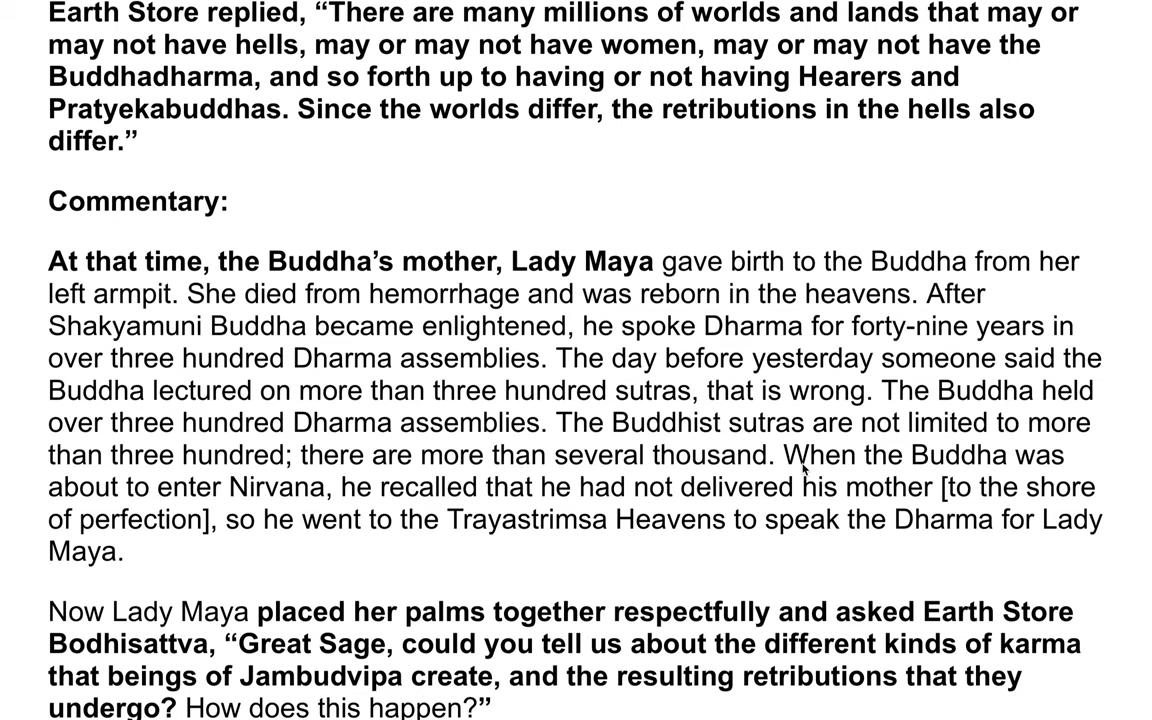 Earth Store replied, “There are many millions of worlds and lands that may or
may not have hells, may or may not have women, may or may not have the
Buddhadharma, and so forth up to having or not having Hearers and
Pratyekabuddhas. Since the worlds differ, the retributions in the hells also
differ.”
Commentary:
At that time, the Buddha’s mother, Lady Maya gave birth to the Buddha from her
left armpit. She died from hemorrhage and was reborn in the heavens. After
Shakyamuni Buddha became enlightened, he spoke Dharma for forty-nine years in
over three hundred Dharma assemblies. The day before yesterday someone said the
Buddha lectured on more than three hundred sutras, that is wrong. The Buddha held
over three hundred Dharma assemblies. The Buddhist sutras are not limited to more
than three hundred; there are more than several thousand. When the Buddha was
about to enter Nirvana, he recalled that he had not delivered his mother [to the shore
of perfection], so he went to the Trayastrimsa Heavens to speak the Dharma for Lady
Maya.
Now Lady Maya placed her palms together respectfully and asked Earth Store
Bodhisattva, “Great Sage, could you tell us about the different kinds of karma
that beings of Jambudvipa create, and the resulting retributions that they
undergo? How does this happen?”